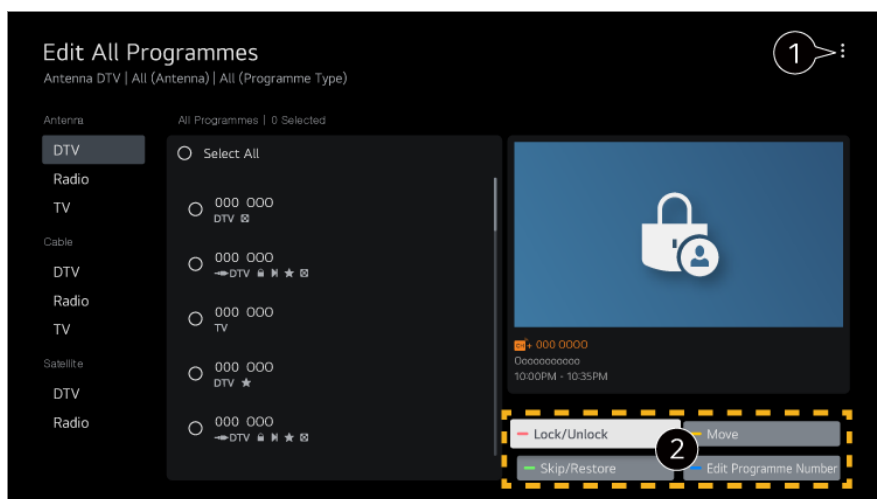 Edit All Programmes
1
Antenna DTV | All (Antenna) | All (Programme Type)
Antenna
All Programmes | 0 Selected
DTV
Radio
TV
Cable
DTV
Radio
TV
Satellite
DTV
Radio
Select All
000 000
DTV
000 000
DTV
000 000
TV
000 000
DTV
000 000
DTV
+ 000 0000
Ooooooooooo
10:00PM - 10:35PM
Lock/Unlock
Move
2
Skip/Restore
Edit Programme Number